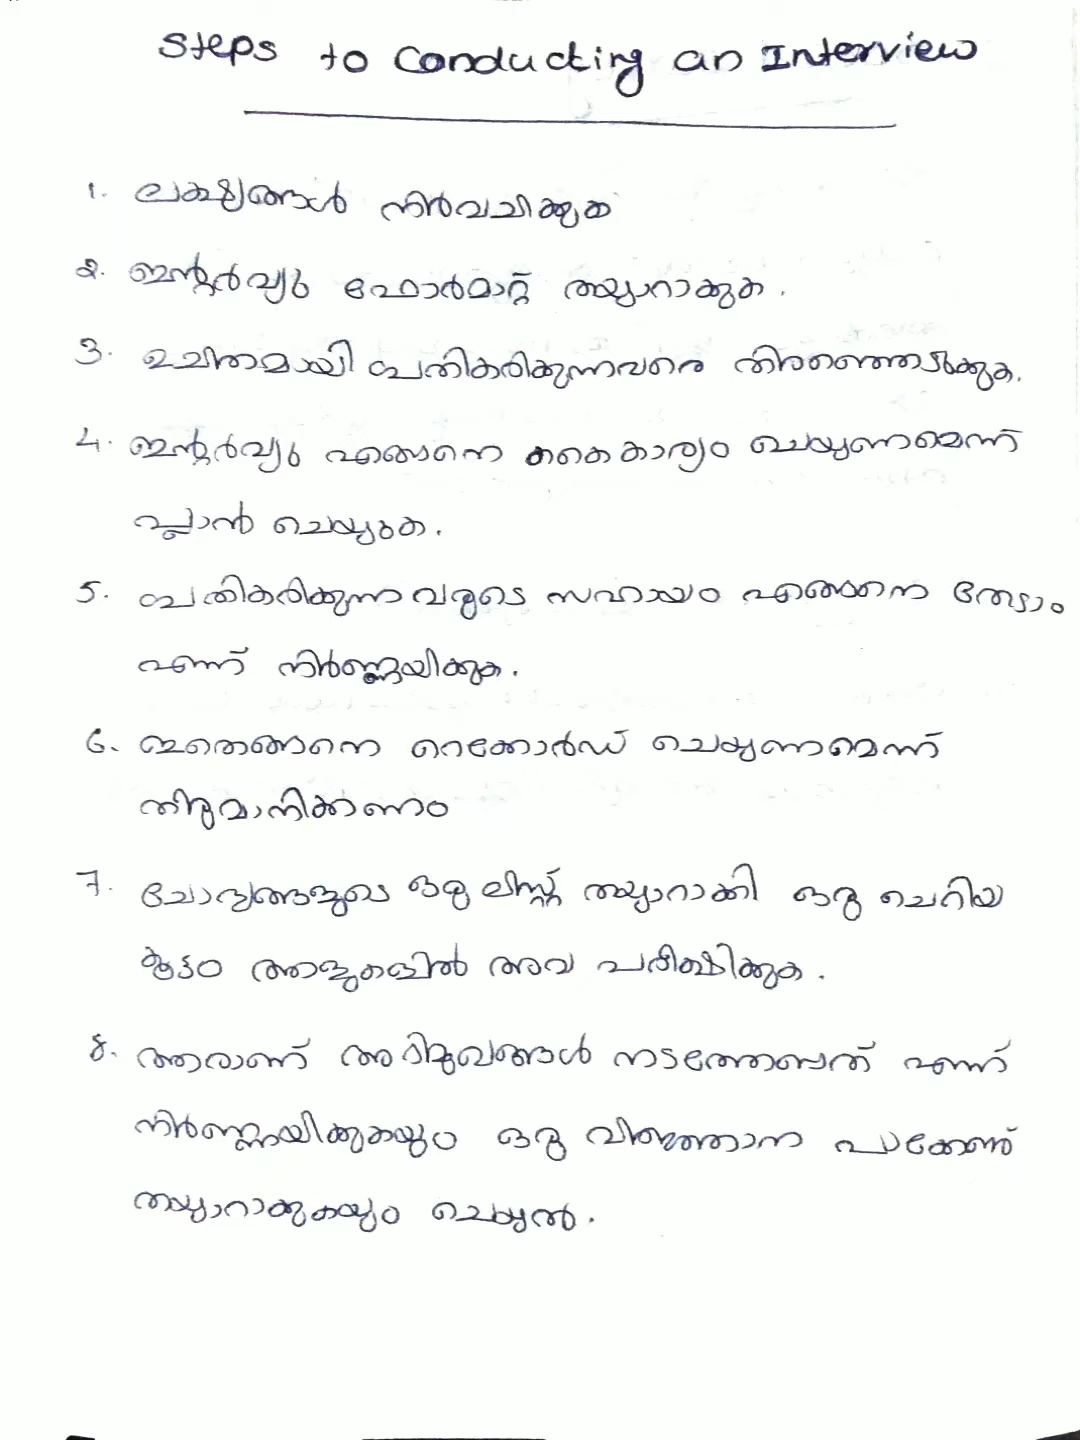 Steps to Conducting an Interview
1. ലക്ഷ്യങ്ങൾ നിർവചിക്കുക
2. ഇന്റർവ്യു ഫോർമാറ്റ് തയ്യാറാക്കുക.
3. ഉചിതമായി പ്രതികരിക്കുന്നവരെ തിരഞ്ഞെടുക്കുക.
4. ഇന്റർവ്യു എങ്ങനെ കൈകാര്യം ചെയ്യണമെന്ന്
പ്ലാൻ ചെയ്യുക.
5. പ്രതികരിക്കുന്നവരുടെ സഹായം എങ്ങനെ തേടാം
എന്ന് നിർണ്ണയിക്കുക.
6. ഇതെങ്ങനെ റെക്കോർഡ് ചെയ്യണമെന്ന്
തിരുമാനിക്കണം
7. ചോദ്യങ്ങളുടെ ഒരു ലിസ്റ്റ് തയ്യാറാക്കി ഒരു ചെറിയ
കൂട്ടം ആളുകളിൽ അവ പരീക്ഷിക്കുക.
8. ആരാണ് അഭിമുഖങ്ങൾ നടത്തേണ്ടത് എന്ന്
നിർണ്ണയിക്കുകയും ഒരു വിജ്ഞാന പാക്കേജ്
തയ്യാറാക്കുകയും ചെയ്യൽ.